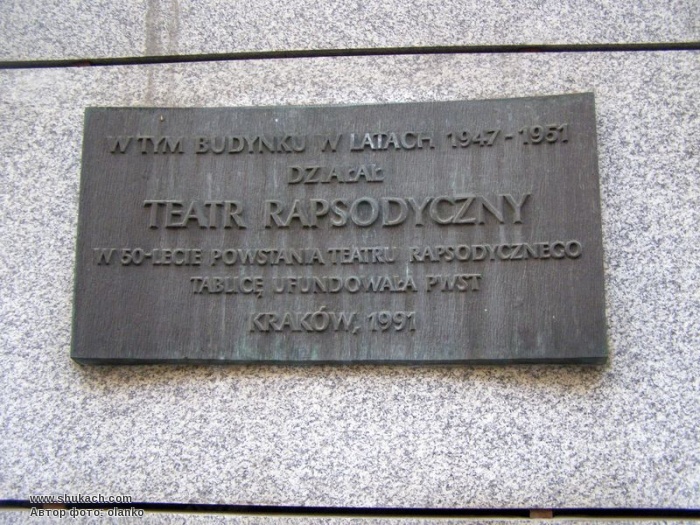 W TYM BUDYNKU W LATACH 1947-1951
DZIAŁAŁ
TEATR RAPSODYCZNY
W 50-LECIE POWSTANIA TEATRU RAPSODYCZNEGO
TABLICĘ UFUNDOWAŁA PWST
KRAKÓW, 1991
www.shukach.com
Автор фото: olanko